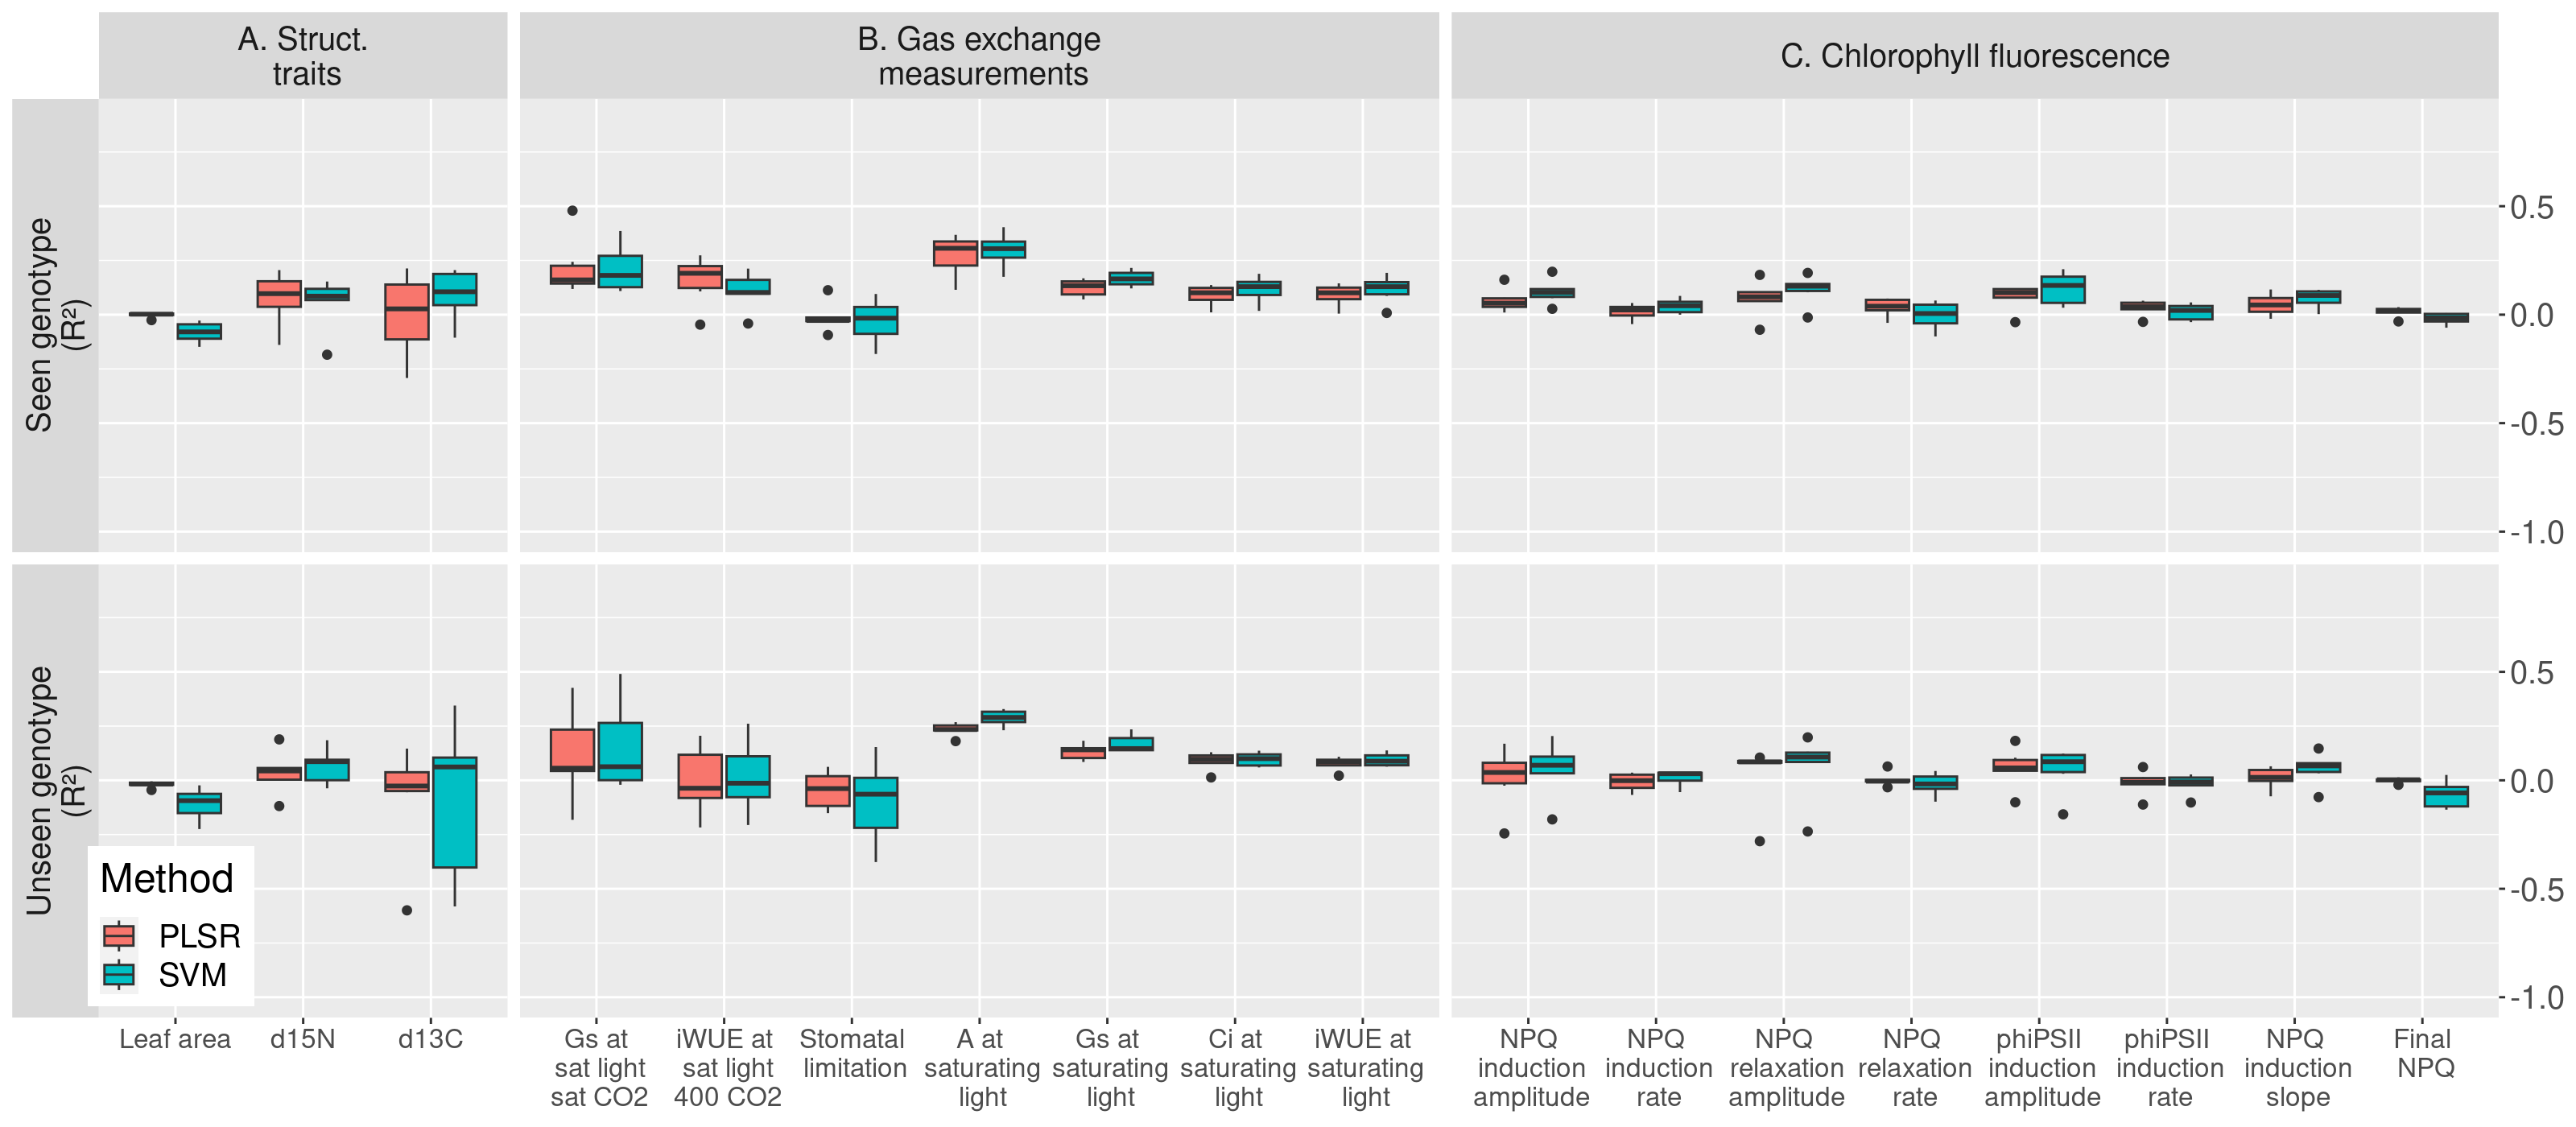 A. Struct.
traits
B. Gas exchange
measurements
C. Chlorophyll fluorescence
Seen genotype
(R²)
0.5
0.0
-0.5
-1.0
Unseen genotype
(R²)
0.5
0.0
-0.5
-1.0
Method
PLSR
SVM
Leaf area
d15N
d13C
Gs at
sat light
sat CO2
iWUE at
sat light
400 CO2
Stomatal
limitation
A at
saturating
light
Gs at
saturating
light
Ci at
saturating
light
iWUE at
saturating
light
NPQ
induction
amplitude
NPQ
induction
rate
NPQ
relaxation
amplitude
NPQ
relaxation
rate
phiPSII
induction
amplitude
phiPSII
induction
rate
NPQ
induction
slope
Final
NPQ